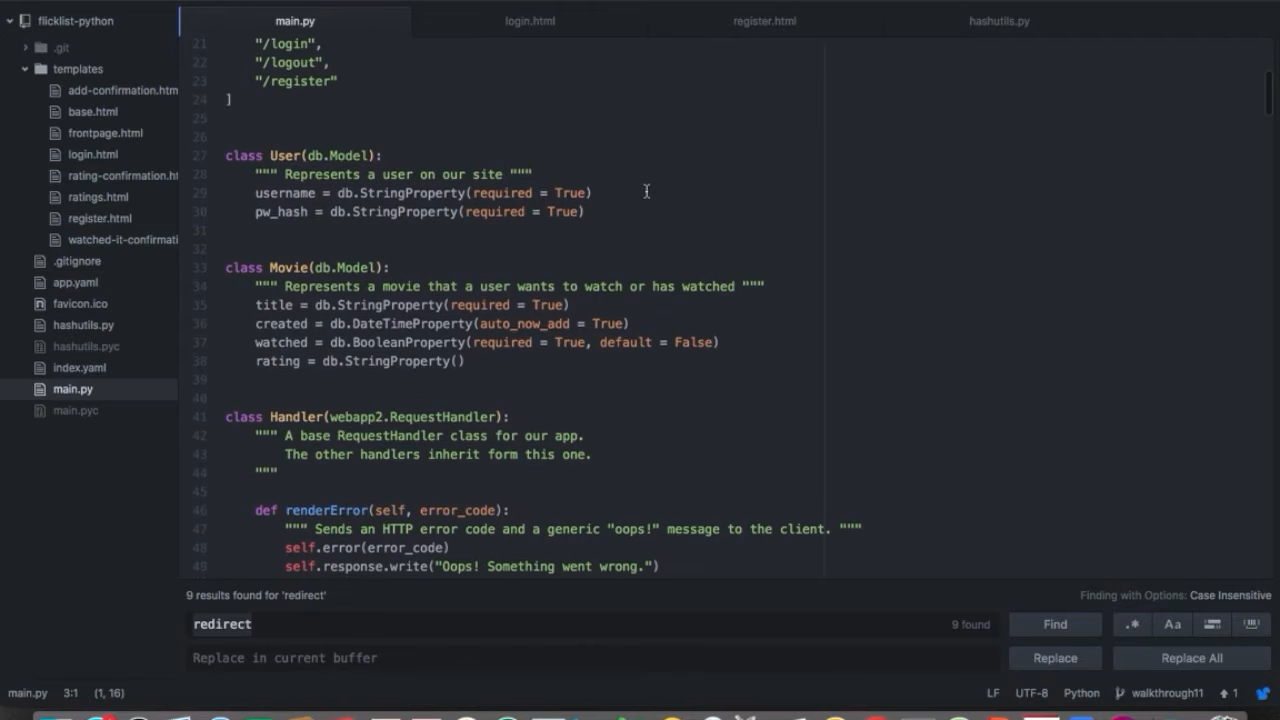 flicklist-python
.git
templates
add-confirmation.htm
base.html
frontpage.html
login.html
rating-confirmation.ht
ratings.html
register.html
watched-it-confirmati
.gitignore
app.yaml
favicon.ico
hashutils.py
hashutils.pyc
index.yaml
main.py
main.pyc
main.py login.html register.html hashutils.py
21 "/login",
22 "/logout",
23 "/register"
24 ]
25
26
27 class User(db.Model):
28 """ Represents a user on our site """
29 username = db.StringProperty(required = True)
30 pw_hash = db.StringProperty(required = True)
31
32
33 class Movie(db.Model):
34 """ Represents a movie that a user wants to watch or has watched """
35 title = db.StringProperty(required = True)
36 created = db.DateTimeProperty(auto_now_add = True)
37 watched = db.BooleanProperty(required = True, default = False)
38 rating = db.StringProperty()
39
40
41 class Handler(webapp2.RequestHandler):
42 """ A base RequestHandler class for our app.
43 The other handlers inherit form this one.
44 """
45
46 def renderError(self, error_code):
47 """ Sends an HTTP error code and a generic "oops!" message to the client. """
48 self.error(error_code)
49 self.response.write("Oops! Something went wrong.")
9 results found for 'redirect' Finding with Options: Case Insensitive
redirect 9 found Find .* Aa
Replace in current buffer Replace Replace All
main.py 3:1 (1, 16) LF UTF-8 Python walkthrough11 1